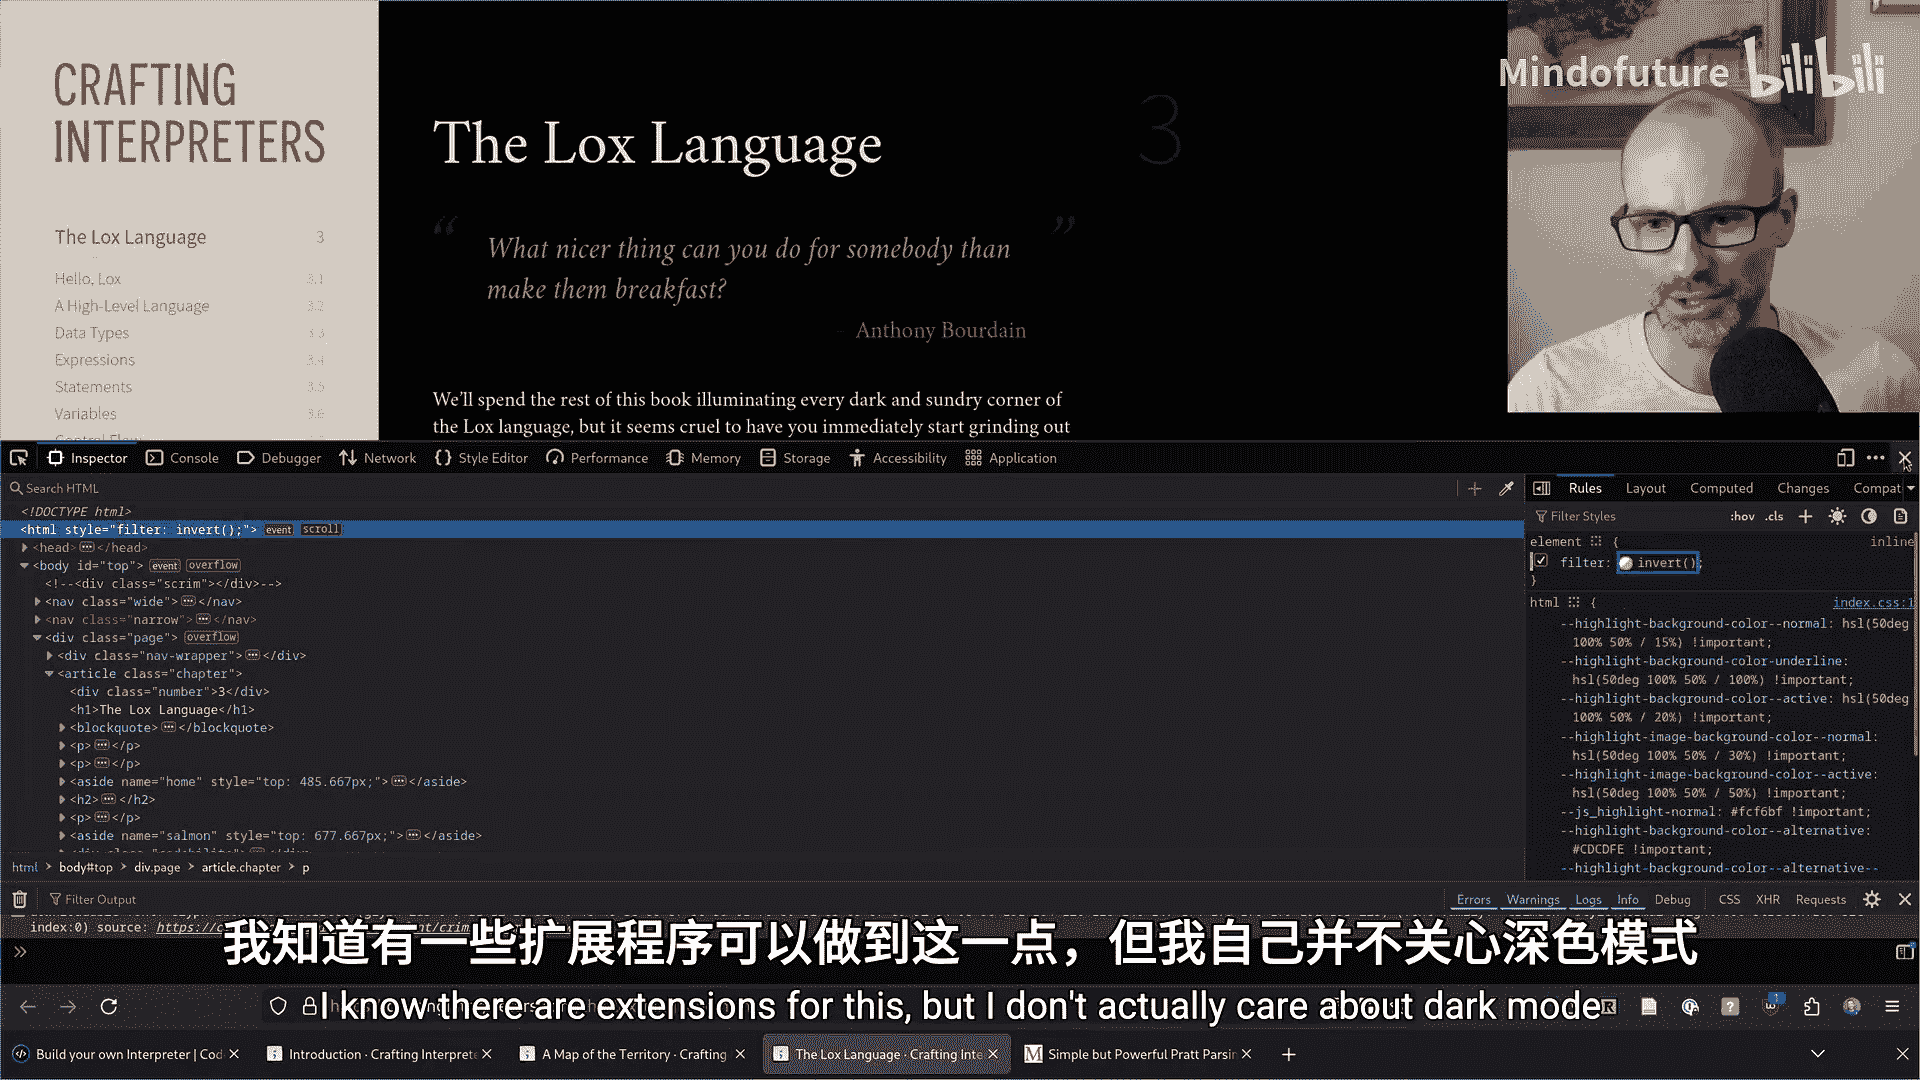 CRAFTING
INTERPRETERS
The Lox Language 3
Hello, Lox 3.1
A High-Level Language 3.2
Data Types 3.3
Expressions 3.4
Statements 3.5
Variables 3.6
Control Flow
3
The Lox Language
“ ”
What nicer thing can you do for somebody than
make them breakfast?
Anthony Bourdain
We’ll spend the rest of this book illuminating every dark and sundry corner of
the Lox language, but it seems cruel to have you immediately start grinding out
Mindofuture bilibili
Inspector Console Debugger Network Style Editor Performance Memory Storage Accessibility Application
Search HTML
<!DOCTYPE html>
<html style="filter: invert();"> event scroll
<head></head>
<body id="top"> event overflow
<!--<div class="scrim"></div>-->
<nav class="wide"></nav>
<nav class="narrow"></nav>
<div class="page"> overflow
<div class="nav-wrapper"></div>
<article class="chapter">
<div class="number">3</div>
<h1>The Lox Language</h1>
<blockquote></blockquote>
<p></p>
<p></p>
<aside name="home" style="top: 485.667px;"></aside>
<h2></h2>
<p></p>
<aside name="salmon" style="top: 677.667px;"></aside>
html > body#top > div.page > article.chapter > p
Rules Layout Computed Changes Compat
Filter Styles :hov .cls +
element { inline
filter: invert();
}
html { index.css:1
--highlight-background-color--normal: hsl(50deg
100% 50% / 15%) !important;
--highlight-background-color-underline:
hsl(50deg 100% 50% / 100%) !important;
--highlight-background-color--active: hsl(50deg
100% 50% / 20%) !important;
--highlight-image-background-color--normal:
hsl(50deg 100% 50% / 30%) !important;
--highlight-image-background-color--active:
hsl(50deg 100% 50% / 50%) !important;
--js_highlight-normal: #fcf6bf !important;
--highlight-background-color--alternative:
#CDCDFE !important;
--highlight-background-color--alternative--
Filter Output Errors Warnings Logs Info Debug CSS XHR Requests
index:0) source:
我知道有一些扩展程序可以做到这一点，但我自己并不关心深色模式
I know there are extensions for this, but I don't actually care about dark mode
Build your own Interpreter | Cod Introduction · Crafting Interprete A Map of the Territory · Crafting The Lox Language · Crafting Inte Simple but Powerful Pratt Parsin